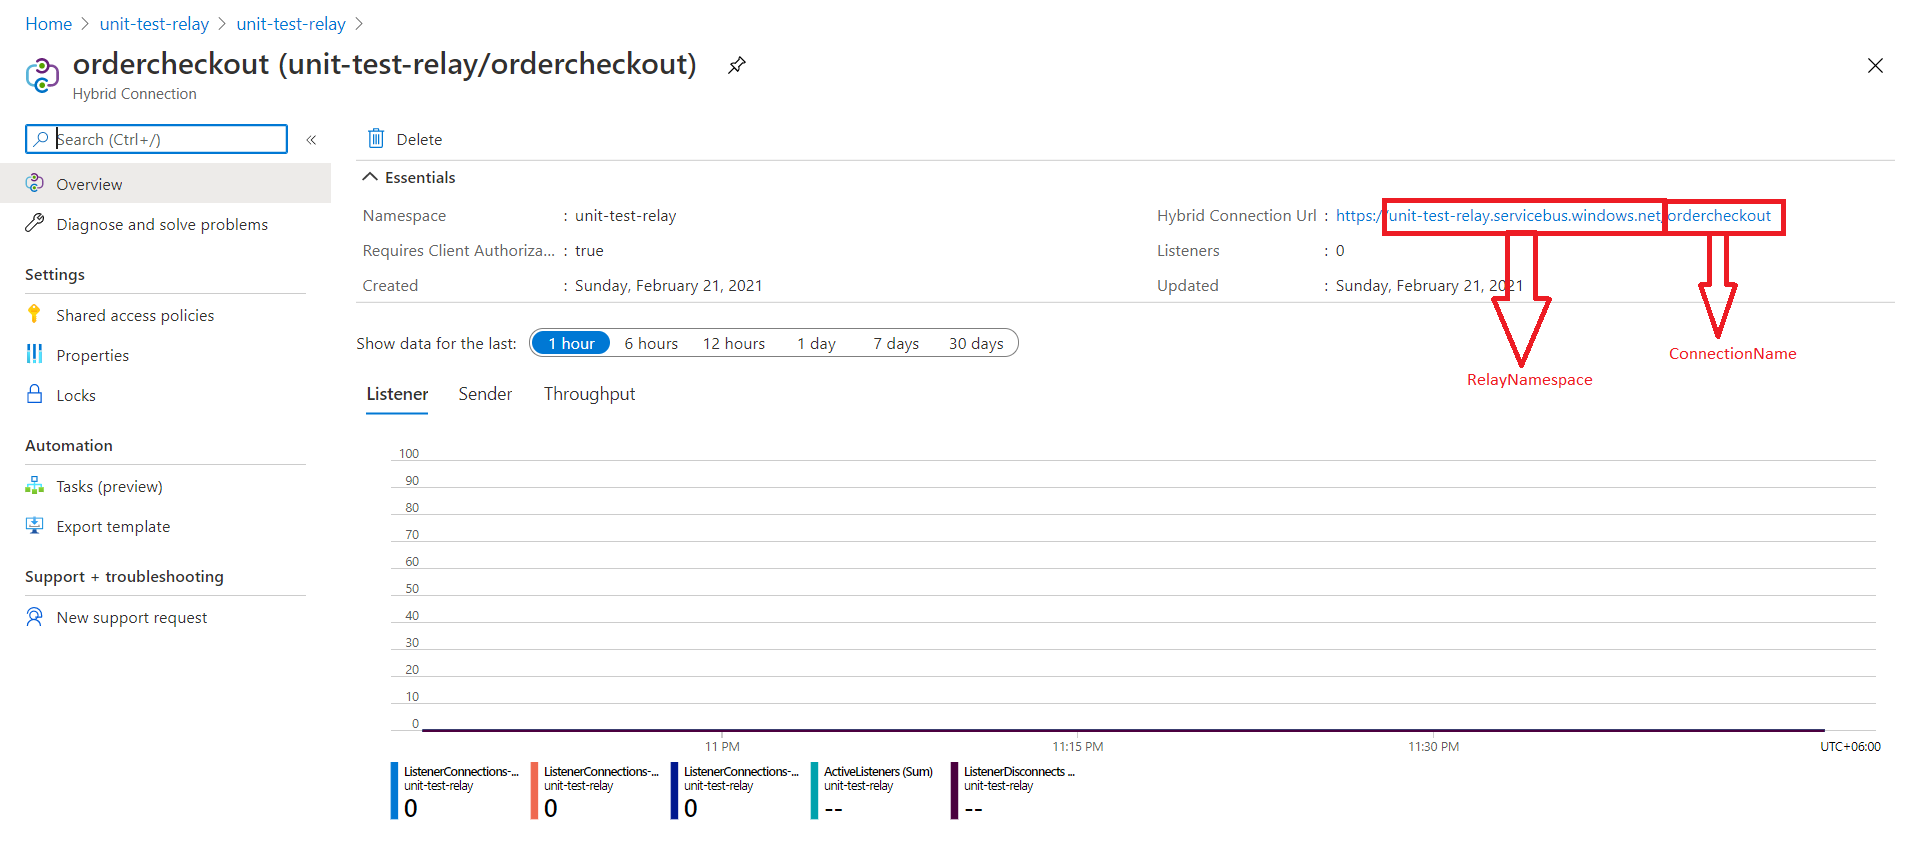 Home > unit-test-relay > unit-test-relay >
ordercheckout (unit-test-relay/ordercheckout)
Hybrid Connection
Search (Ctrl+/)
«
Overview
Diagnose and solve problems
Settings
Shared access policies
Properties
Locks
Automation
Tasks (preview)
Export template
Support + troubleshooting
New support request
Delete
Essentials
Namespace : unit-test-relay
Requires Client Authoriza... : true
Created : Sunday, February 21, 2021
Hybrid Connection Url : https://unit-test-relay.servicebus.windows.net/ordercheckout
Listeners : 0
Updated : Sunday, February 21, 2021
RelayNamespace
ConnectionName
Show data for the last: 1 hour 6 hours 12 hours 1 day 7 days 30 days
Listener Sender Throughput
100
90
80
70
60
50
40
30
20
10
0
11 PM 11:15 PM 11:30 PM UTC+06:00
ListenerConnections-...
unit-test-relay
0
ListenerConnections-...
unit-test-relay
0
ListenerConnections-...
unit-test-relay
0
ActiveListeners (Sum)
unit-test-relay
--
ListenerDisconnects ...
unit-test-relay
--